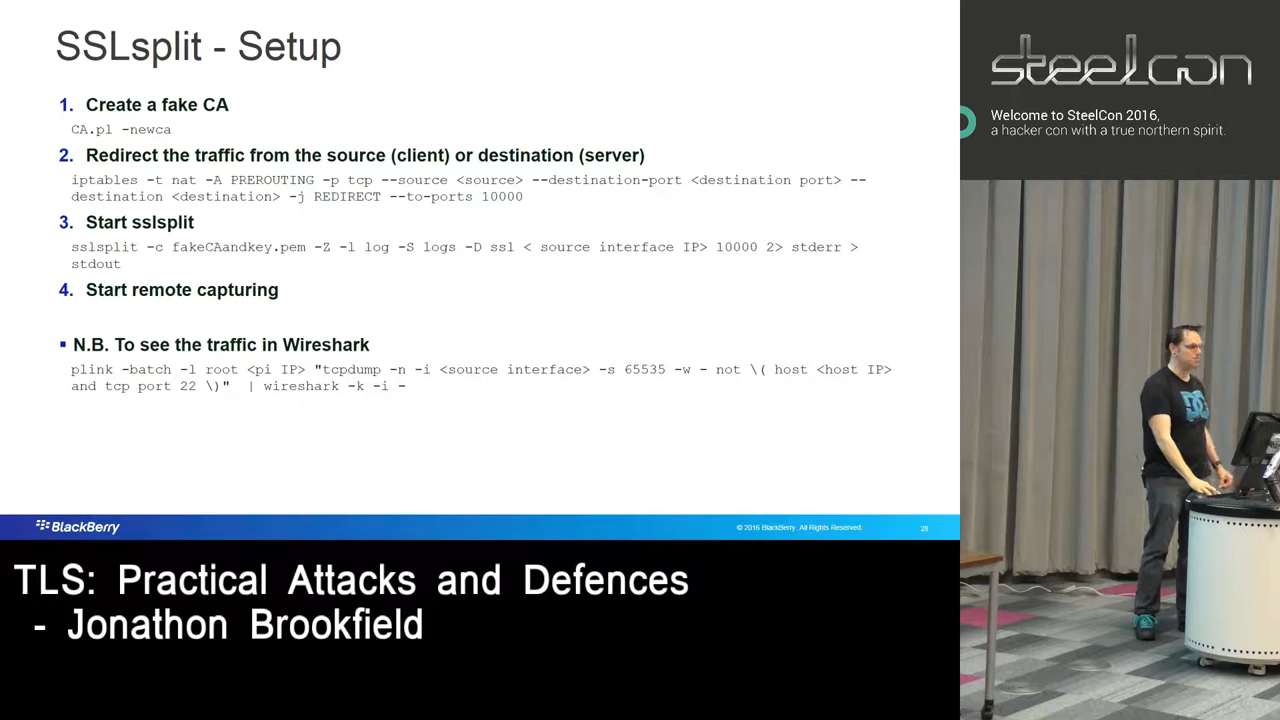 SSLsplit - Setup
1. Create a fake CA
CA.pl -newca
2. Redirect the traffic from the source (client) or destination (server)
iptables -t nat -A PREROUTING -p tcp --source <source> --destination-port <destination port> --
destination <destination> -j REDIRECT --to-ports 10000
3. Start sslsplit
sslsplit -c fakeCAandkey.pem -Z -l log -S logs -D ssl < source interface IP> 10000 2> stderr >
stdout
4. Start remote capturing
▪ N.B. To see the traffic in Wireshark
plink -batch -l root <pi IP> "tcpdump -n -i <source interface> -s 65535 -w - not \( host <host IP>
and tcp port 22 \)" | wireshark -k -i -
BlackBerry
© 2016 BlackBerry. All Rights Reserved.
28
steelcon
Welcome to SteelCon 2016,
a hacker con with a true northern spirit.
TLS: Practical Attacks and Defences
- Jonathon Brookfield